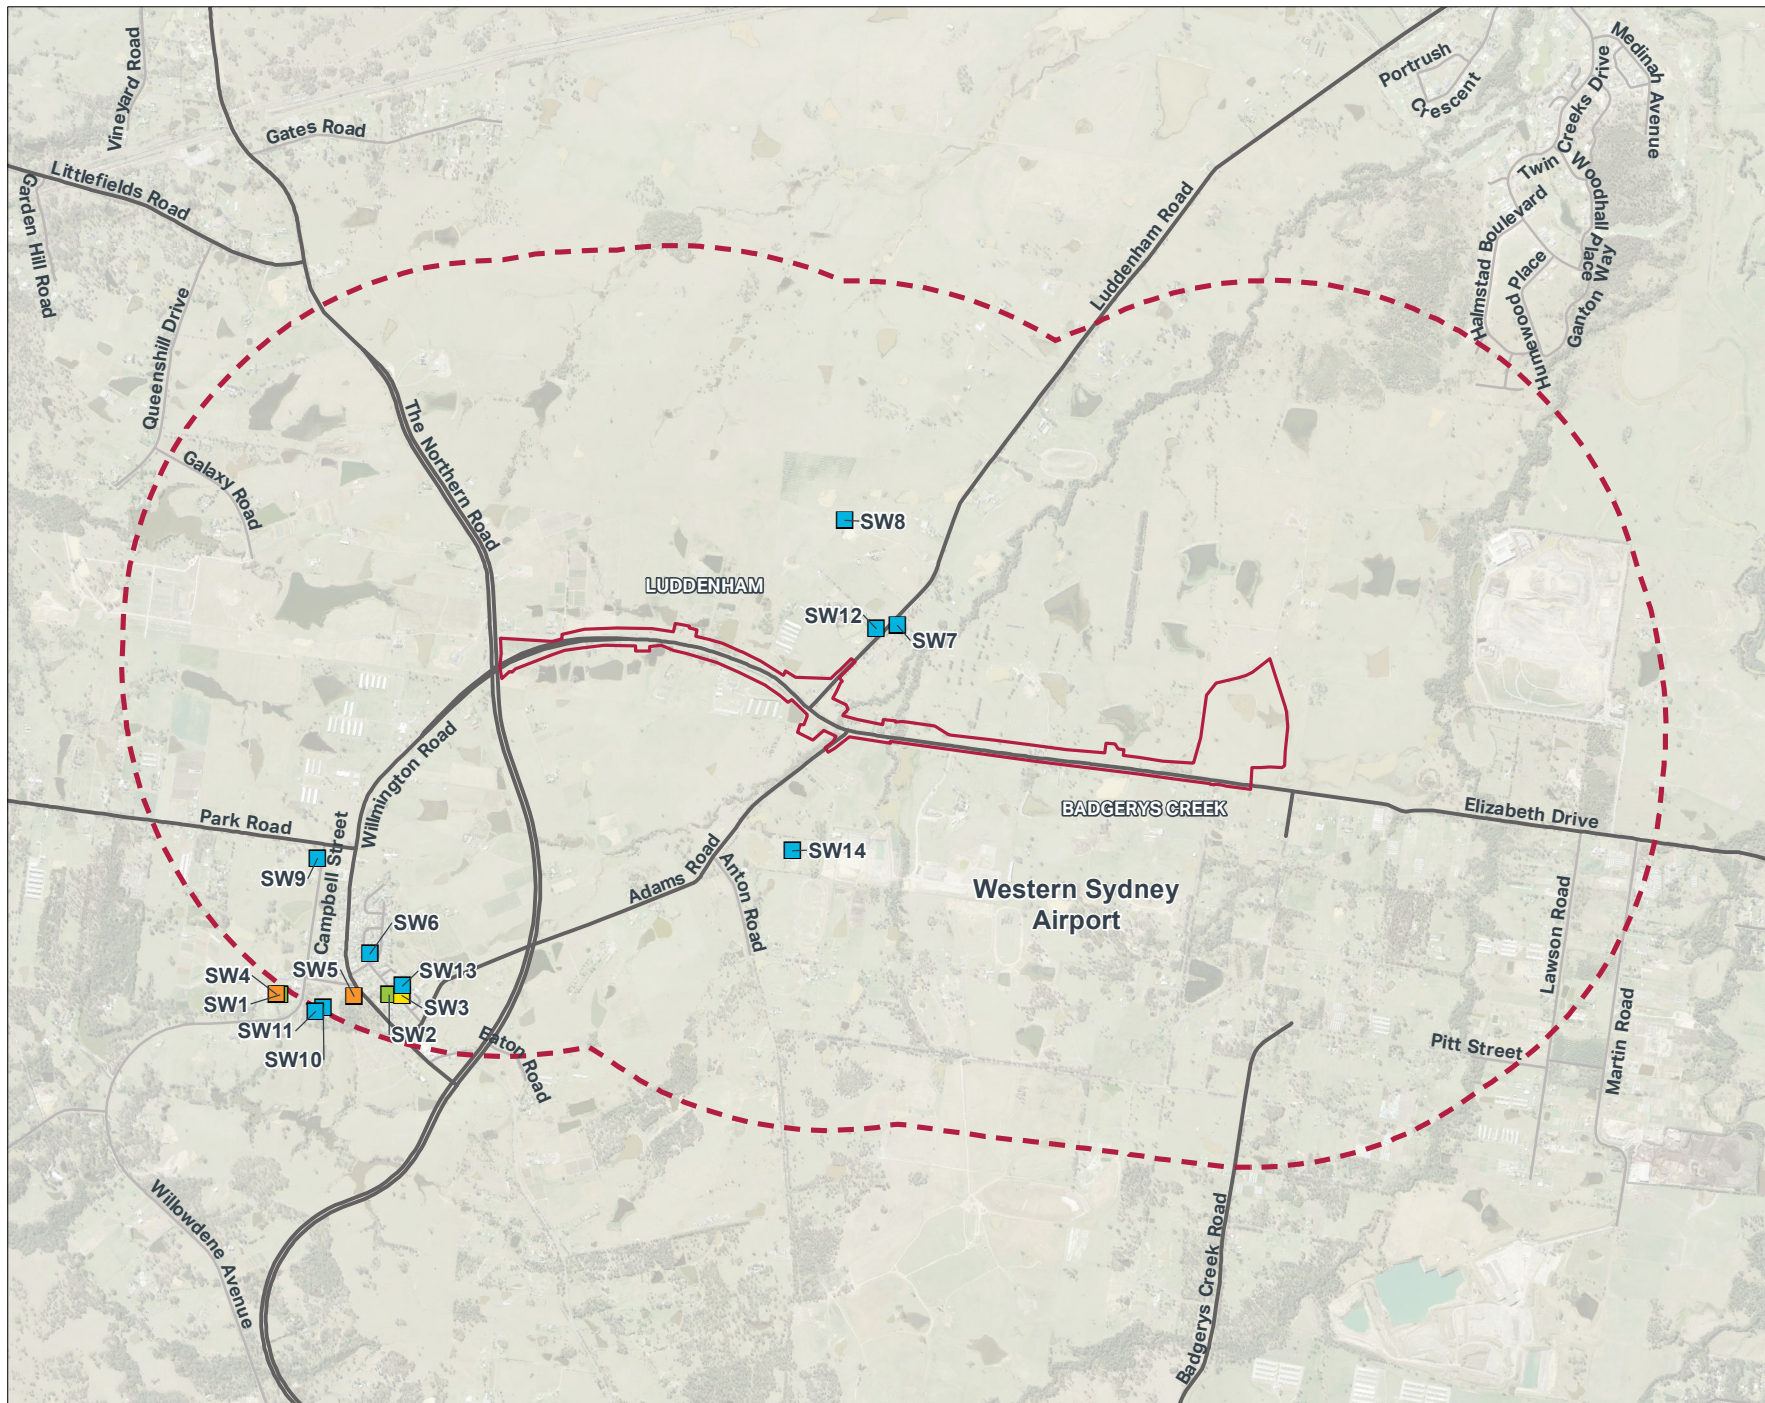 Vineyard Road
Gates Road
Littlefields Road
Garden Hill Road
Queenshill Drive
Galaxy Road
The Northern Road
Luddenham Road
Portrush
Crescent
Medinah Avenue
Twin Creeks Drive
Woodhall Place
Halmstad Boulevard
Humewood Place
Ganton Way
SW8
LUDDENHAM
SW12
SW7
Willmington Road
Park Road
Campbell Street
SW9
Adams Road
Anton Road
SW14
BADGERYS CREEK
Elizabeth Drive
Western Sydney
Airport
SW6
SW4
SW5
SW13
SW1
SW3
SW11
SW2
SW10
Eaton Road
Lawson Road
Martin Road
Pitt Street
Willowdene Avenue
Badgerys Creek Road